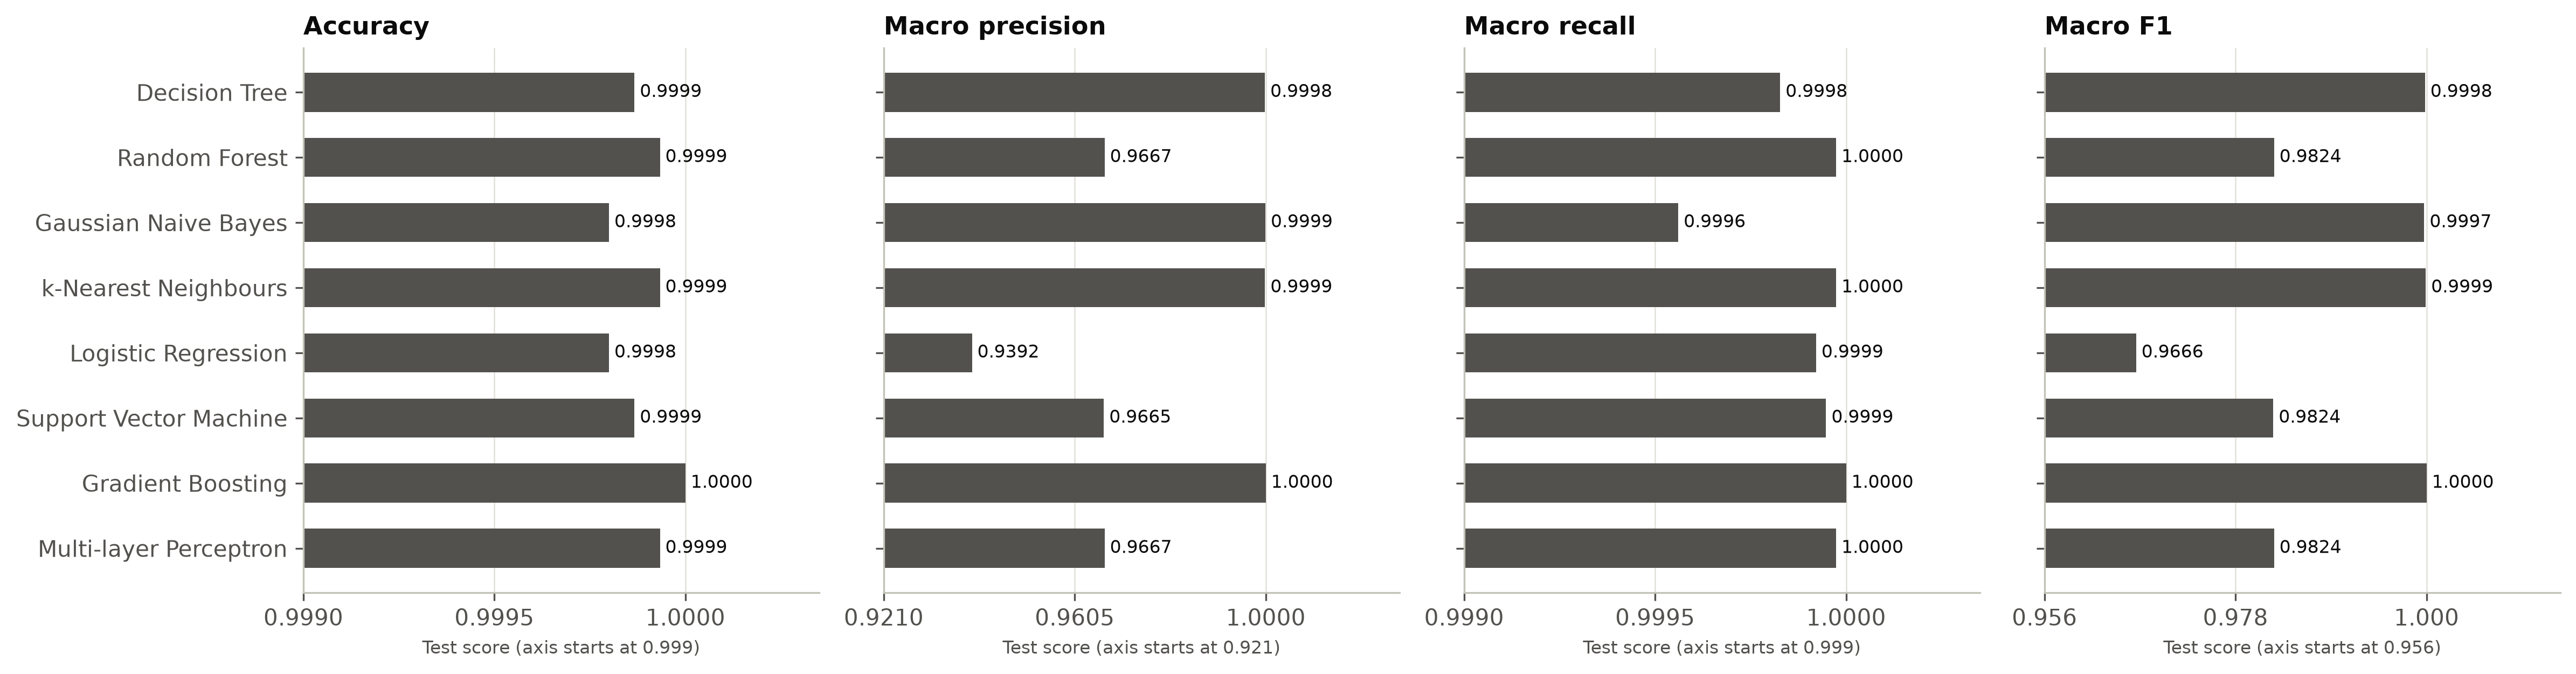 Accuracy
Macro precision
Macro recall
Macro F1
Decision Tree
0.9999
0.9998
0.9998
0.9998
Random Forest
0.9999
0.9667
1.0000
0.9824
Gaussian Naive Bayes
0.9998
0.9999
0.9996
0.9997
k-Nearest Neighbours
0.9999
0.9999
1.0000
0.9999
Logistic Regression
0.9998
0.9392
0.9999
0.9666
Support Vector Machine
0.9999
0.9665
0.9999
0.9824
Gradient Boosting
1.0000
1.0000
1.0000
1.0000
Multi-layer Perceptron
0.9999
0.9667
1.0000
0.9824
0.9990
0.9995
1.0000
0.9210
0.9605
1.0000
0.9990
0.9995
1.0000
0.956
0.978
1.000
Test score (axis starts at 0.999)
Test score (axis starts at 0.921)
Test score (axis starts at 0.999)
Test score (axis starts at 0.956)